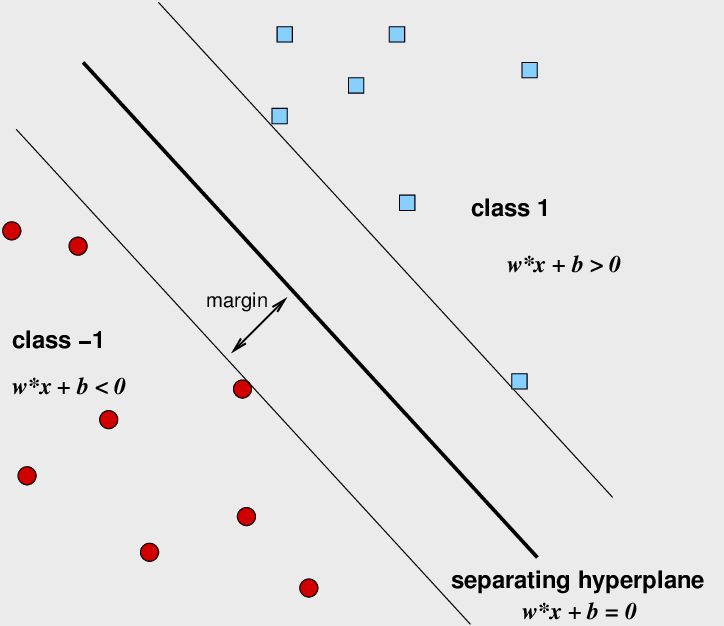 class 1
w*x + b > 0
margin
class −1
w*x + b < 0
separating hyperplane
w*x + b = 0